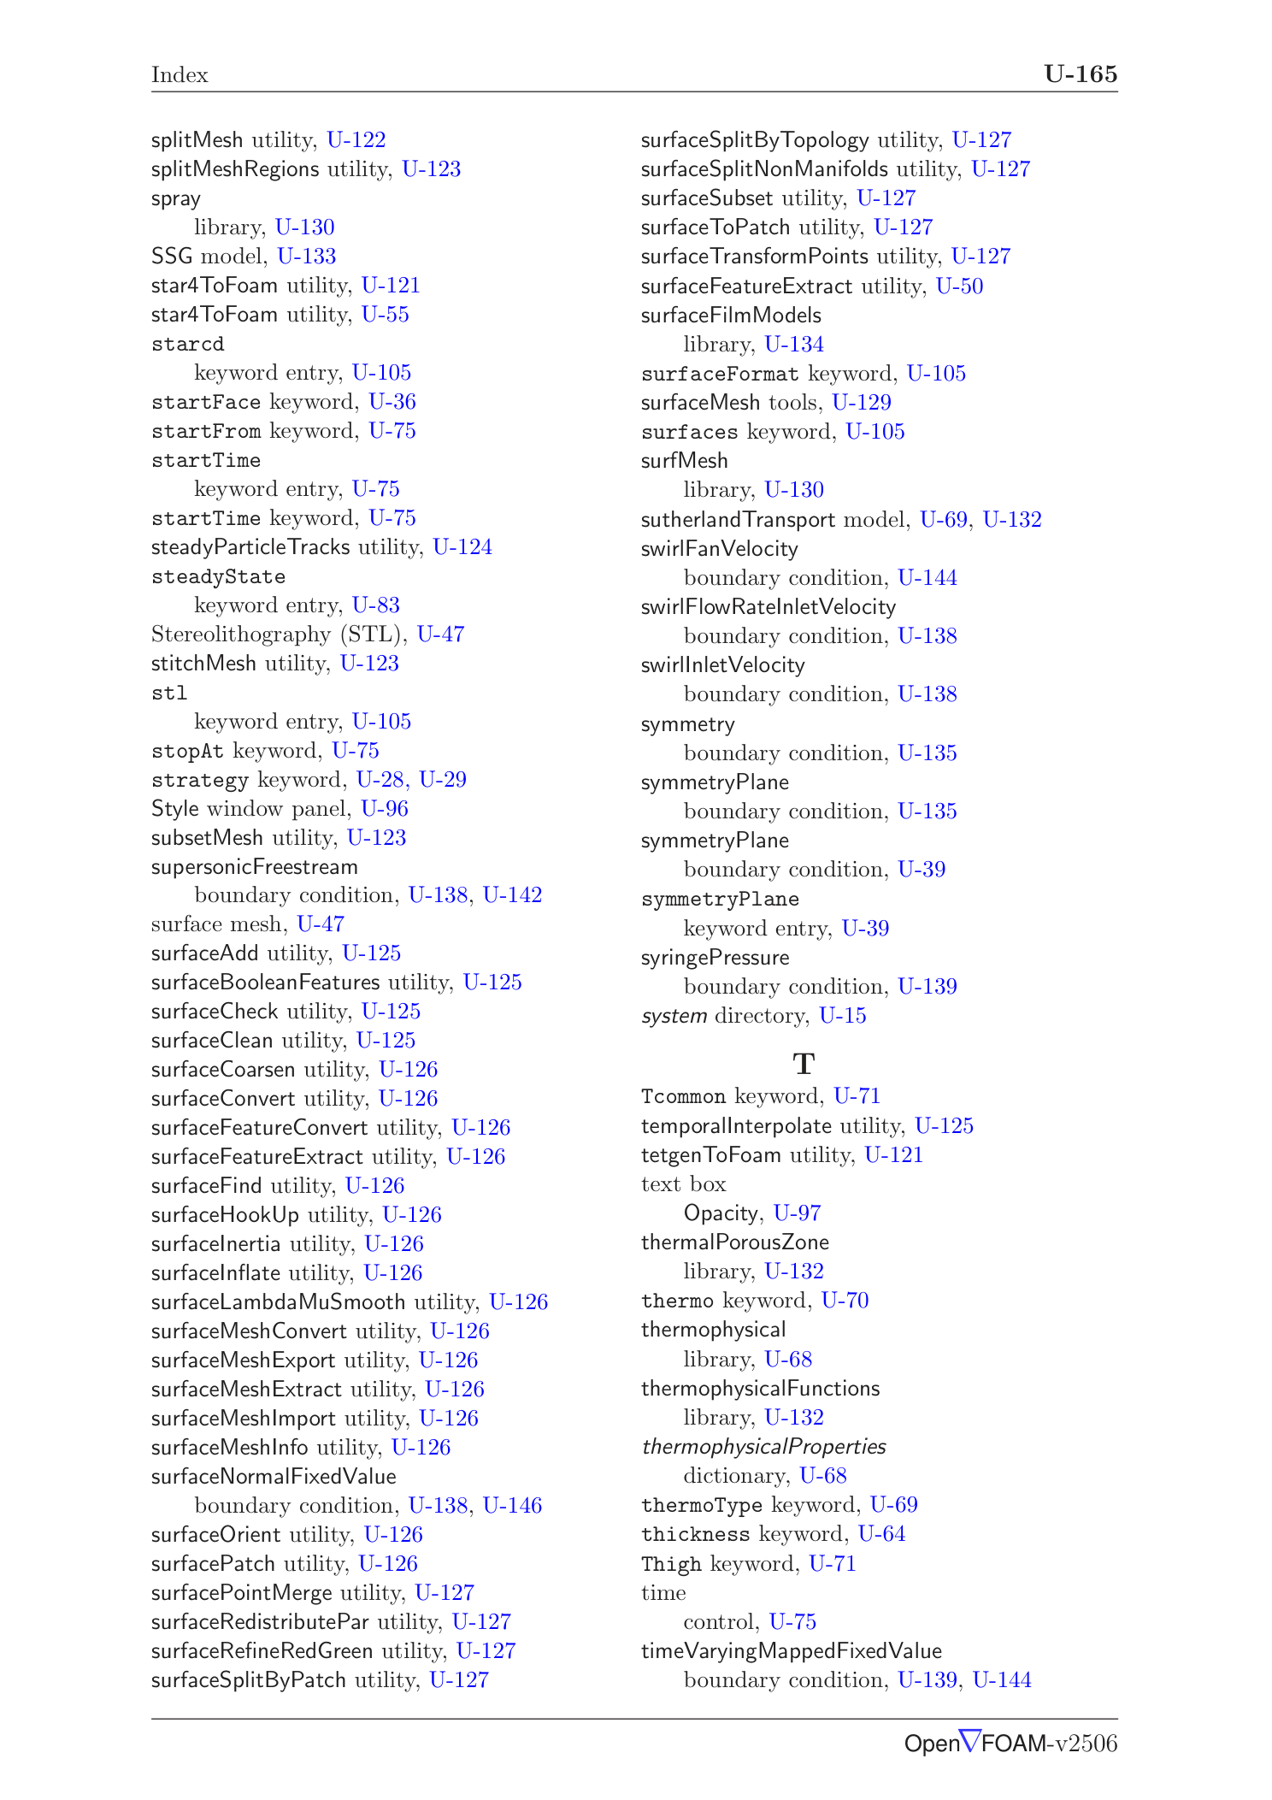 Index U-165
splitMesh utility, U-122
splitMeshRegions utility, U-123
spray
library, U-130
SSG model, U-133
star4ToFoam utility, U-121
star4ToFoam utility, U-55
starcd
keyword entry, U-105
startFace keyword, U-36
startFrom keyword, U-75
startTime
keyword entry, U-75
startTime keyword, U-75
steadyParticleTracks utility, U-124
steadyState
keyword entry, U-83
Stereolithography (STL), U-47
stitchMesh utility, U-123
stl
keyword entry, U-105
stopAt keyword, U-75
strategy keyword, U-28, U-29
Style window panel, U-96
subsetMesh utility, U-123
supersonicFreestream
boundary condition, U-138, U-142
surface mesh, U-47
surfaceAdd utility, U-125
surfaceBooleanFeatures utility, U-125
surfaceCheck utility, U-125
surfaceClean utility, U-125
surfaceCoarsen utility, U-126
surfaceConvert utility, U-126
surfaceFeatureConvert utility, U-126
surfaceFeatureExtract utility, U-126
surfaceFind utility, U-126
surfaceHookUp utility, U-126
surfaceInertia utility, U-126
surfaceInflate utility, U-126
surfaceLambdaMuSmooth utility, U-126
surfaceMeshConvert utility, U-126
surfaceMeshExport utility, U-126
surfaceMeshExtract utility, U-126
surfaceMeshImport utility, U-126
surfaceMeshInfo utility, U-126
surfaceNormalFixedValue
boundary condition, U-138, U-146
surfaceOrient utility, U-126
surfacePatch utility, U-126
surfacePointMerge utility, U-127
surfaceRedistributePar utility, U-127
surfaceRefineRedGreen utility, U-127
surfaceSplitByPatch utility, U-127
surfaceSplitByTopology utility, U-127
surfaceSplitNonManifolds utility, U-127
surfaceSubset utility, U-127
surfaceToPatch utility, U-127
surfaceTransformPoints utility, U-127
surfaceFeatureExtract utility, U-50
surfaceFilmModels
library, U-134
surfaceFormat keyword, U-105
surfaceMesh tools, U-129
surfaces keyword, U-105
surfMesh
library, U-130
sutherlandTransport model, U-69, U-132
swirlFanVelocity
boundary condition, U-144
swirlFlowRateInletVelocity
boundary condition, U-138
swirlInletVelocity
boundary condition, U-138
symmetry
boundary condition, U-135
symmetryPlane
boundary condition, U-135
symmetryPlane
boundary condition, U-39
symmetryPlane
keyword entry, U-39
syringePressure
boundary condition, U-139
system directory, U-15
T
Tcommon keyword, U-71
temporalInterpolate utility, U-125
tetgenToFoam utility, U-121
text box
Opacity, U-97
thermalPorousZone
library, U-132
thermo keyword, U-70
thermophysical
library, U-68
thermophysicalFunctions
library, U-132
thermophysicalProperties
dictionary, U-68
thermoType keyword, U-69
thickness keyword, U-64
Thigh keyword, U-71
time
control, U-75
timeVaryingMappedFixedValue
boundary condition, U-139, U-144
Open▽FOAM-v2506